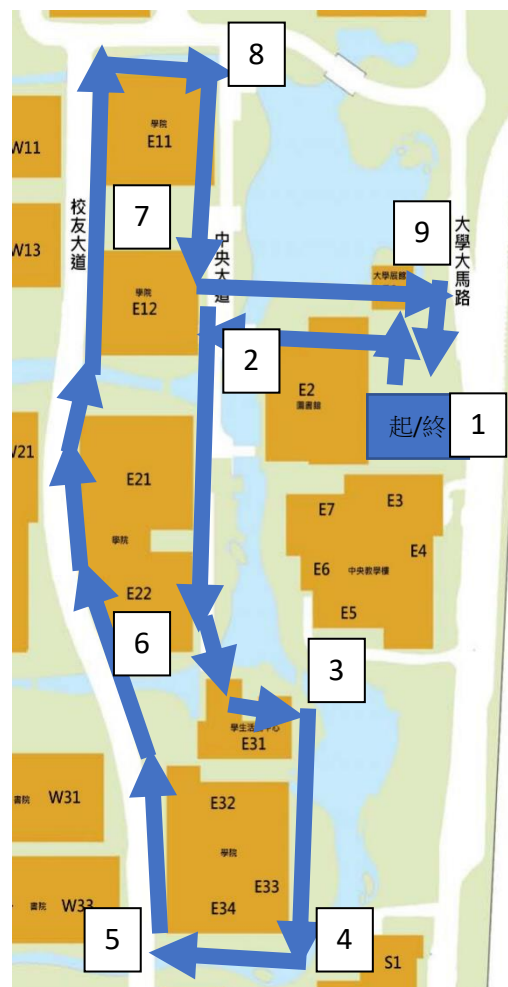 8
學院
E11
W11
校友大道
7
W13
中央大道
9
大學大馬路
大學展館
學院
E12
2
E2
圖書館
起/終
1
W21
E21
E3
E7
學院
E4
E6
中央教學樓
E22
E5
6
3
學生活
中心
E31
W31
書院
E32
學院
E33
W33
書院
E34
5
4
S1